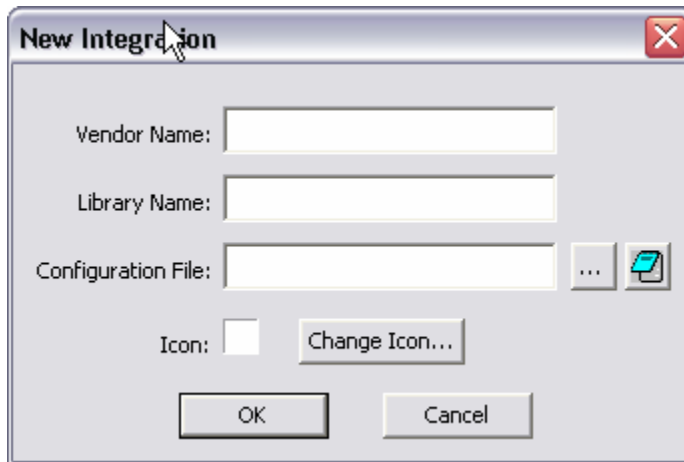 New Integration
Vendor Name:
Library Name:
Configuration File:
...
Icon:
Change Icon...
OK
Cancel